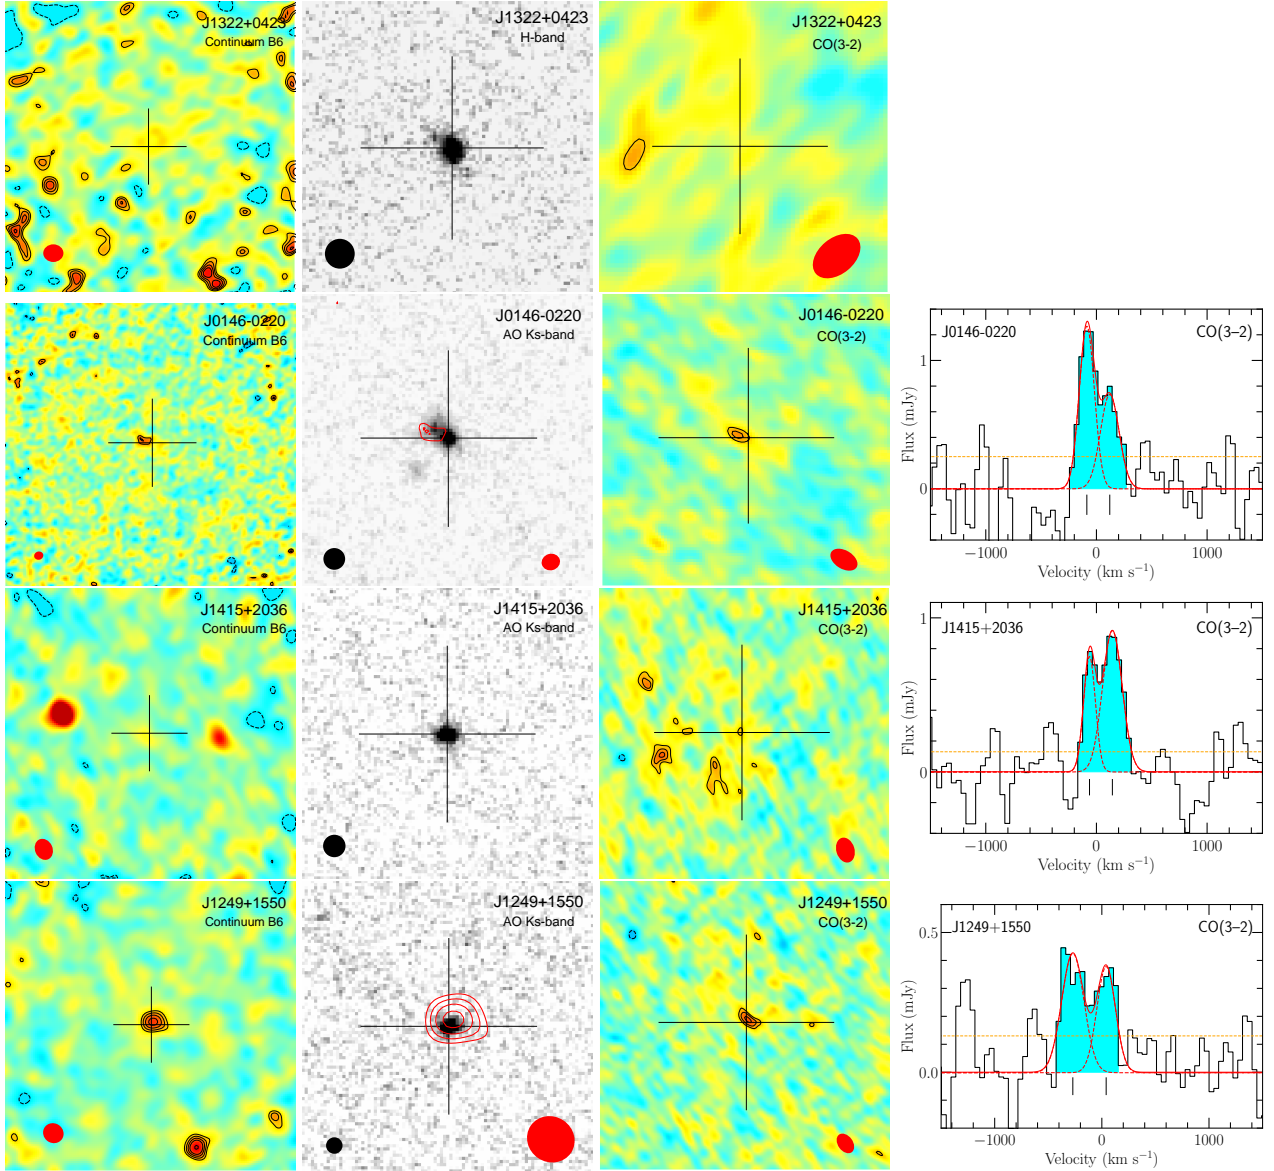 J1322+0423
Continuum B6
J1322+0423
H-band
J1322+0423
CO(3-2)
J0146-0220
Continuum B6
J0146-0220
AO Ks-band
J0146-0220
CO(3-2)
J0146-0220
CO(3−2)
Flux (mJy)
1
0
−1000
0
1000
Velocity (km s−1)
J1415+2036
Continuum B6
J1415+2036
AO Ks-band
J1415+2036
CO(3-2)
J1415+2036
CO(3−2)
Flux (mJy)
1
0
−1000
0
1000
Velocity (km s−1)
J1249+1550
Continuum B6
J1249+1550
AO Ks-band
J1249+1550
CO(3-2)
J1249+1550
CO(3−2)
Flux (mJy)
0.5
0.0
−1000
0
1000
Velocity (km s−1)